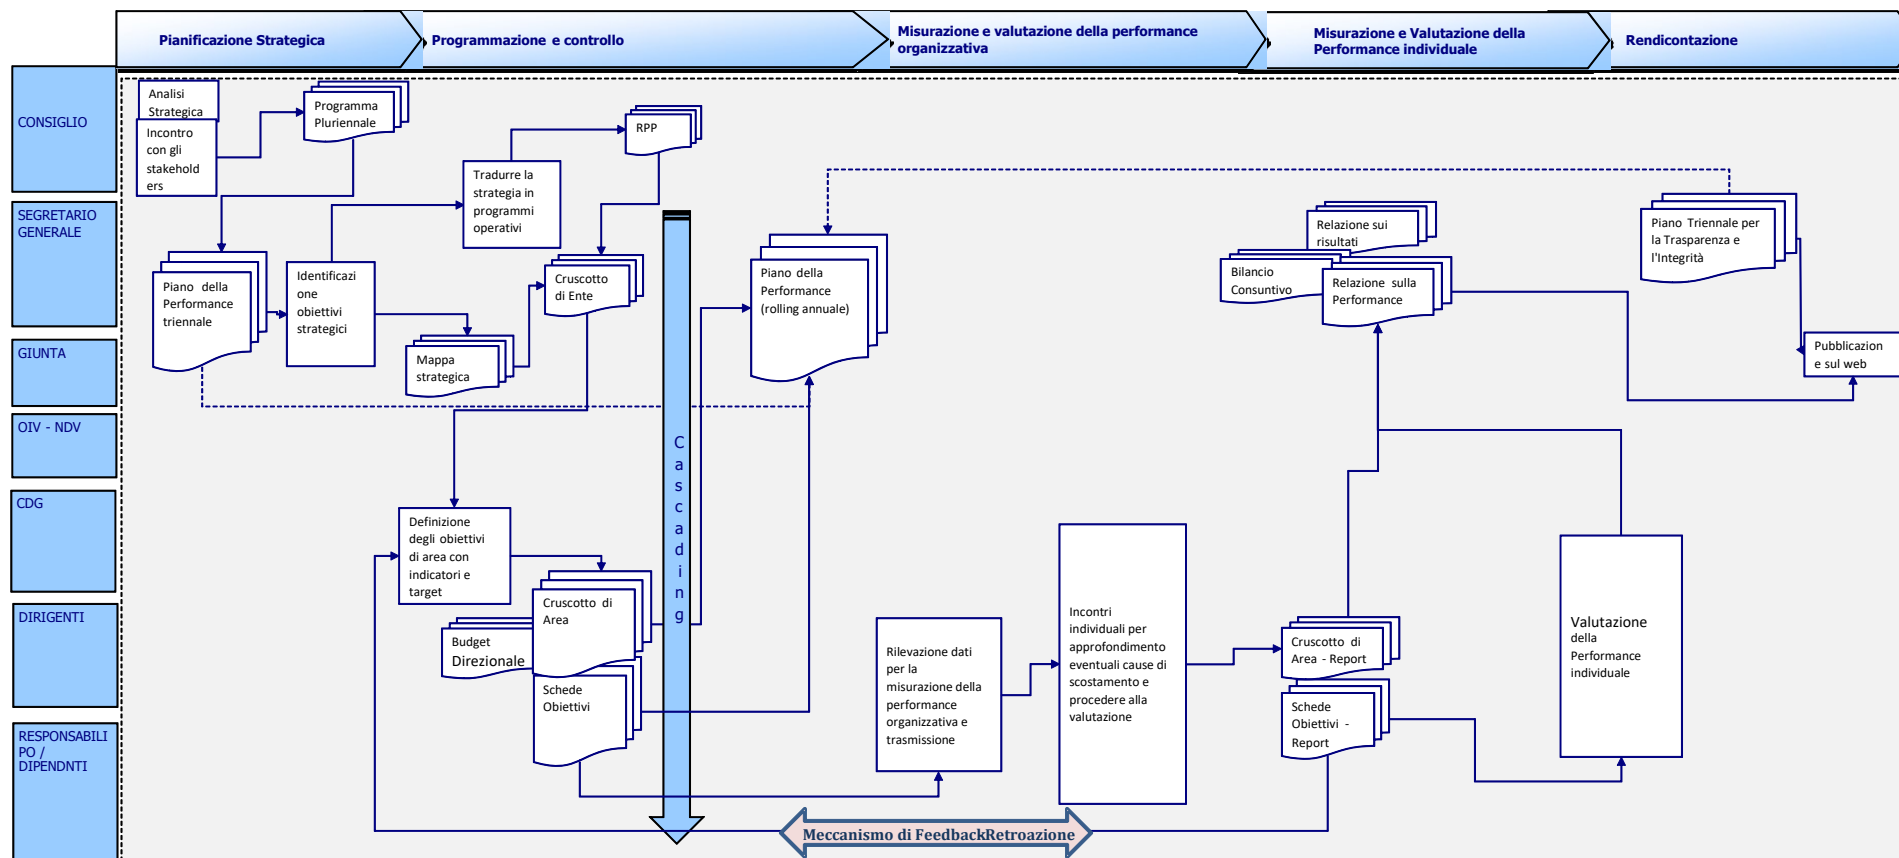 Pianificazione Strategica
Programmazione e controllo
Misurazione e valutazione della performance
organizzativa
Misurazione e Valutazione della
Performance individuale
Rendicontazione
CONSIGLIO
SEGRETARIO
GENERALE
GIUNTA
OIV - NDV
CDG
DIRIGENTI
RESPONSABILI
PO /
DIPENDNTI
Analisi
Strategica
Incontro
con gli
stakehold
ers
Programma
Pluriennale
Piano della
Performance
triennale
Identificazi
one
obiettivi
strategici
Tradurre la
strategia in
programmi
operativi
RPP
Mappa
strategica
Cruscotto
di Ente
Definizione
degli obiettivi
di area con
indicatori e
target
Cruscotto di
Area
Budget
Direzionale
Schede
Obiettivi
C
a
s
c
a
d
i
n
g
Piano della
Performance
(rolling annuale)
Rilevazione dati
per la
misurazione della
performance
organizzativa e
trasmissione
Incontri
individuali per
approfondimento
eventuali cause di
scostamento e
procedere alla
valutazione
Relazione sui
risultati
Bilancio
Consuntivo
Relazione sulla
Performance
Cruscotto di
Area - Report
Schede
Obiettivi -
Report
Valutazione
della
Performance
individuale
Piano Triennale per
la Trasparenza e
l'Integrità
Pubblicazion
e sul web
Meccanismo di FeedbackRetroazione